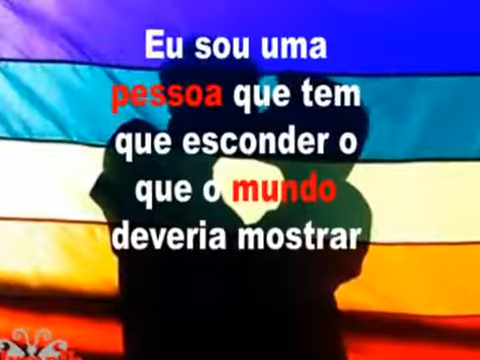 Eu sou uma
pessoa que tem
que esconder o
que o mundo
deveria mostrar